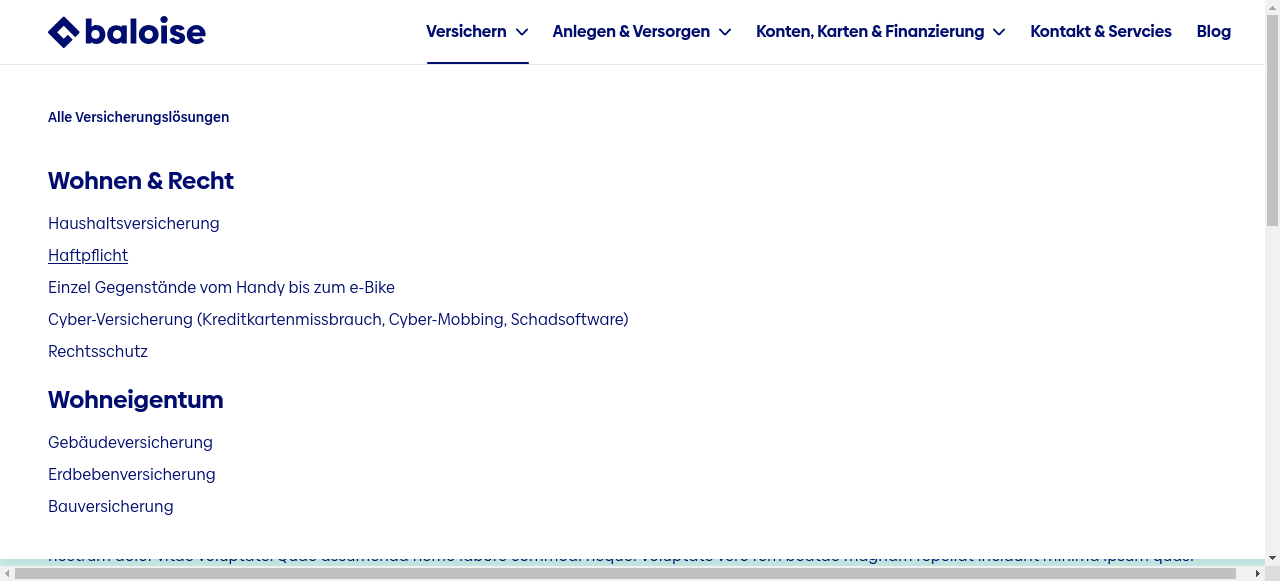 baloise
Versichern
Anlegen & Versorgen
Konten, Karten & Finanzierung
Kontakt & Servcies
Blog
Alle Versicherungslösungen
Wohnen & Recht
Haushaltsversicherung
Haftpflicht
Einzel Gegenstände vom Handy bis zum e-Bike
Cyber-Versicherung (Kreditkartenmissbrauch, Cyber-Mobbing, Schadsoftware)
Rechtsschutz
Wohneigentum
Gebäudeversicherung
Erdbebenversicherung
Bauversicherung